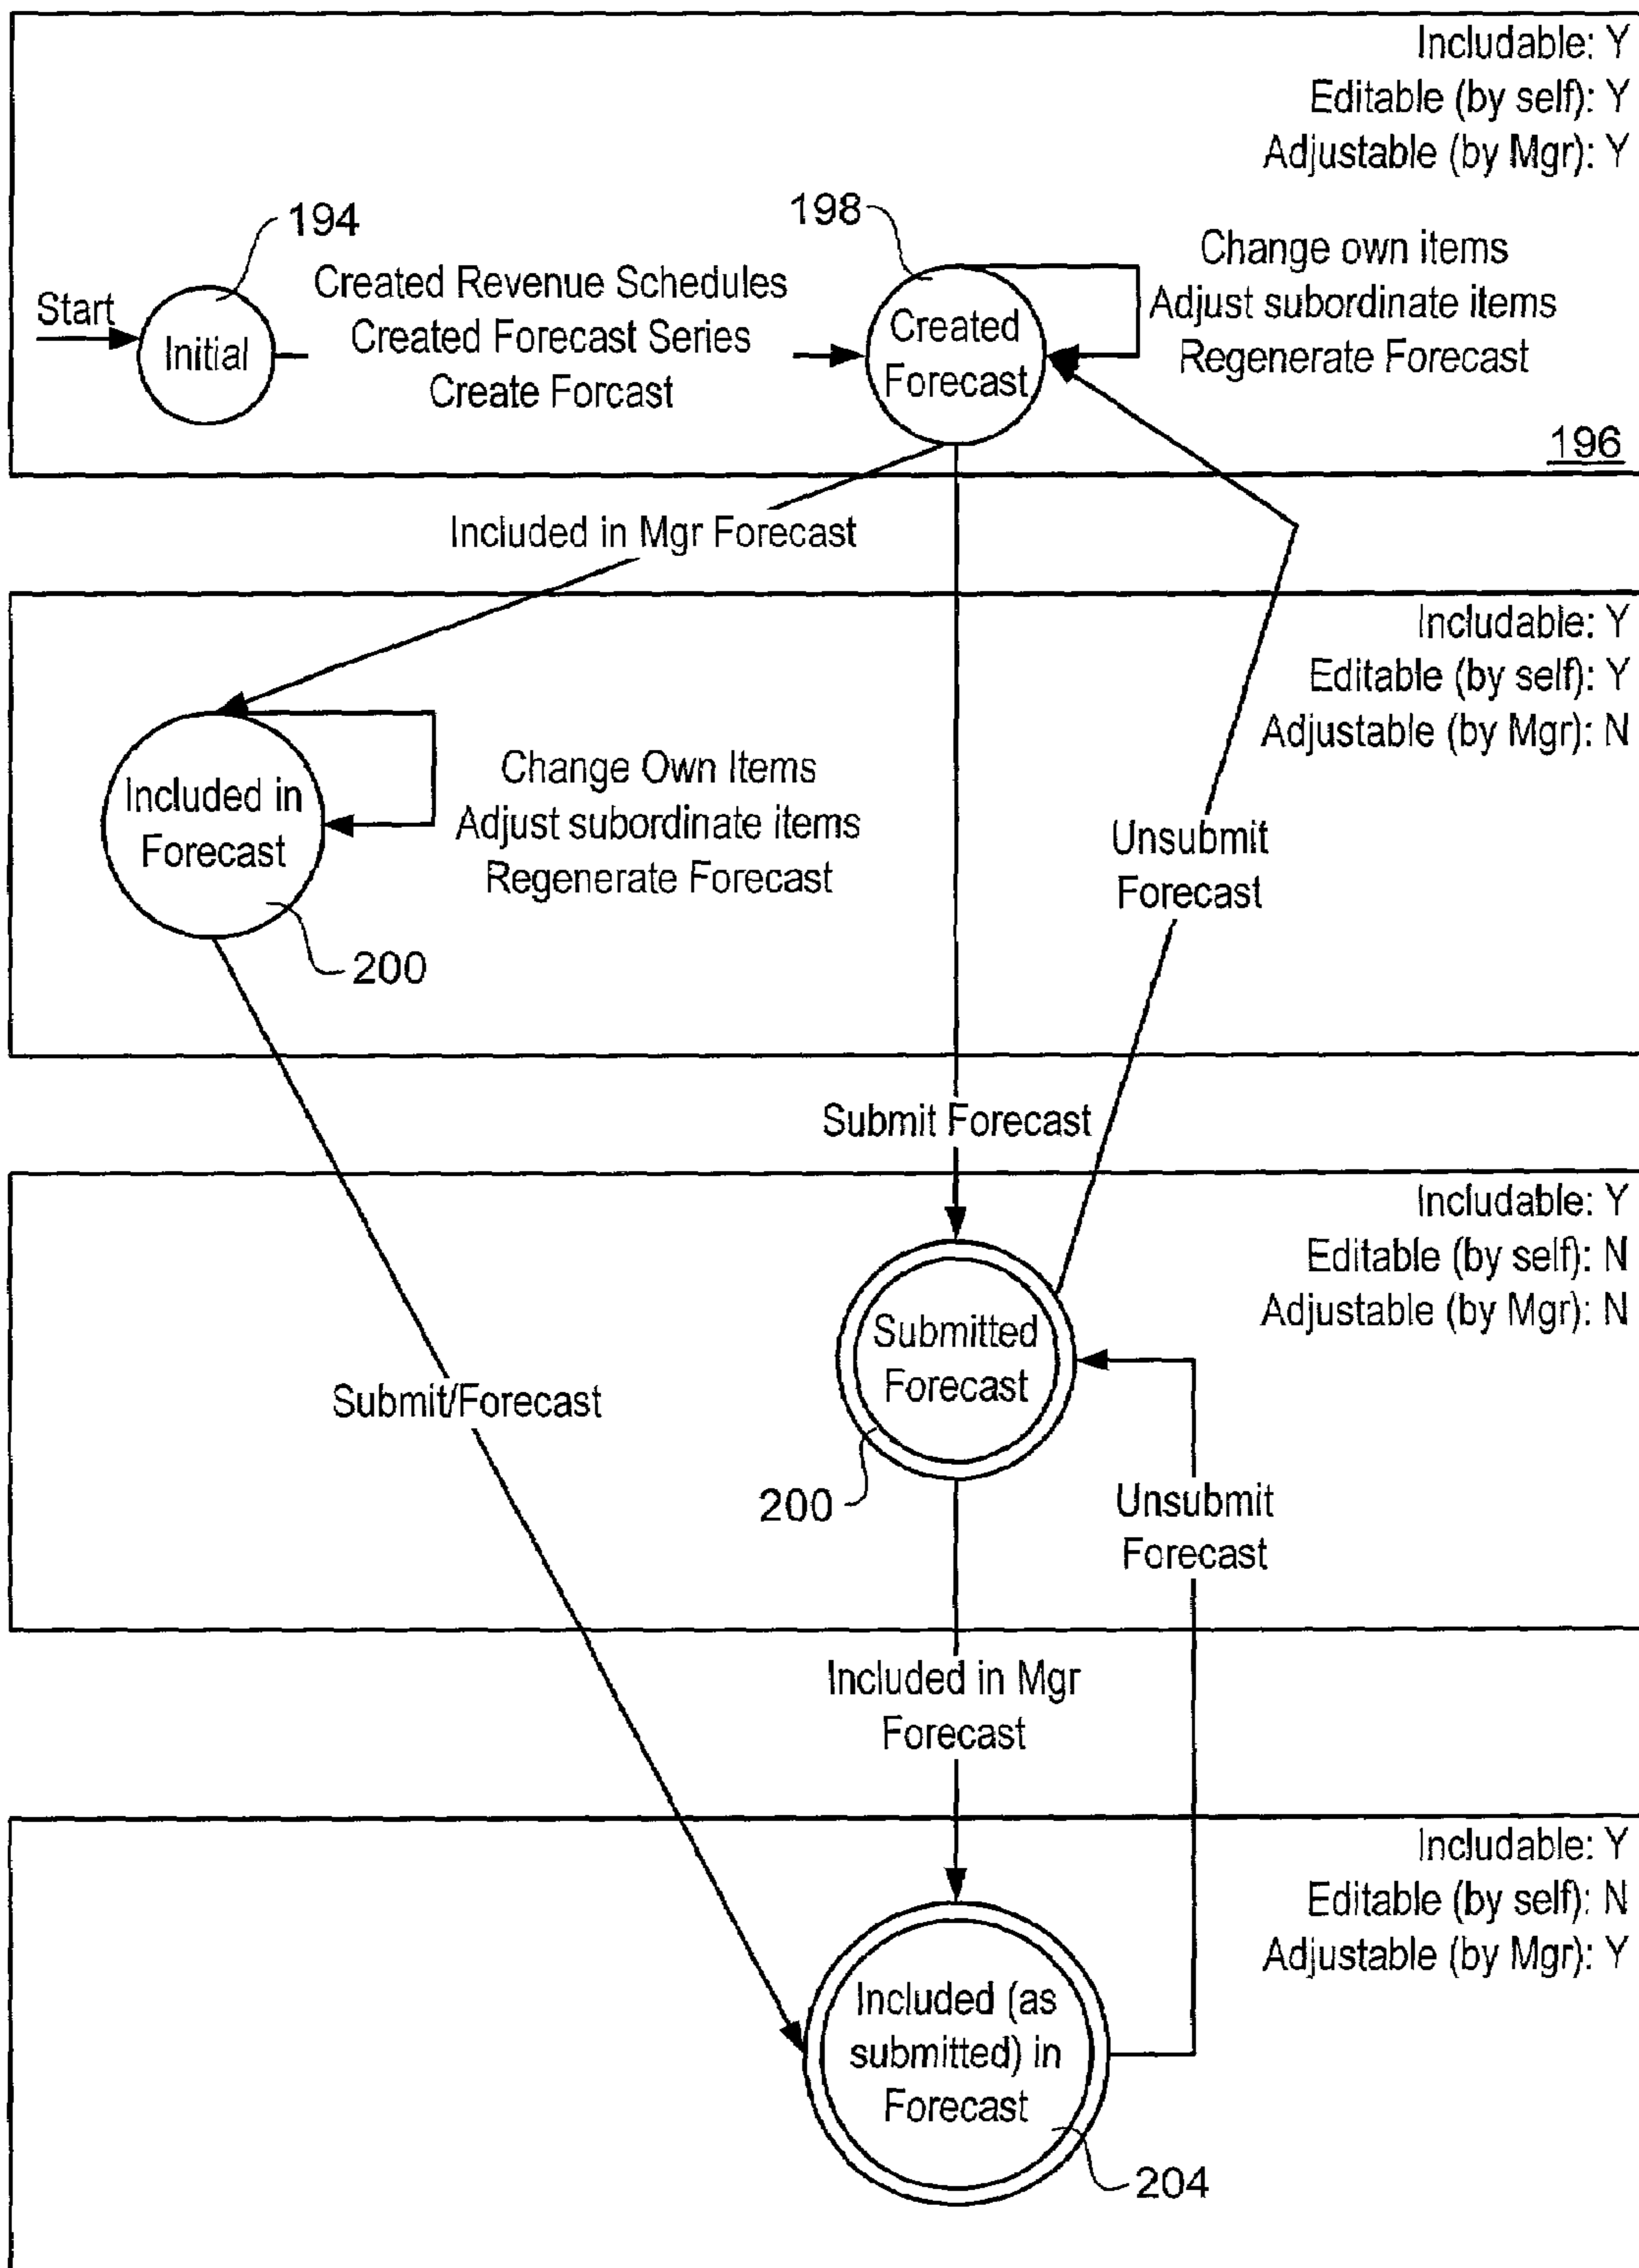 Includable: Y
Editable (by self): Y
Adjustable (by Mgr): Y
194
198
Start
Initial
Created Revenue Schedules
Created Forecast Series
Create Forcast
Created
Forecast
Change own items
Adjust subordinate items
Regenerate Forecast
196
Included in Mgr Forecast
Includable: Y
Editable (by self): Y
Adjustable (by Mgr): N
Included in
Forecast
Change Own Items
Adjust subordinate items
Regenerate Forecast
200
Unsubmit
Forecast
Submit Forecast
Includable: Y
Editable (by self): N
Adjustable (by Mgr): N
Submitted
Forecast
Submit/Forecast
200
Unsubmit
Forecast
Included in Mgr
Forecast
Includable: Y
Editable (by self): N
Adjustable (by Mgr): Y
Included (as
submitted) in
Forecast
204